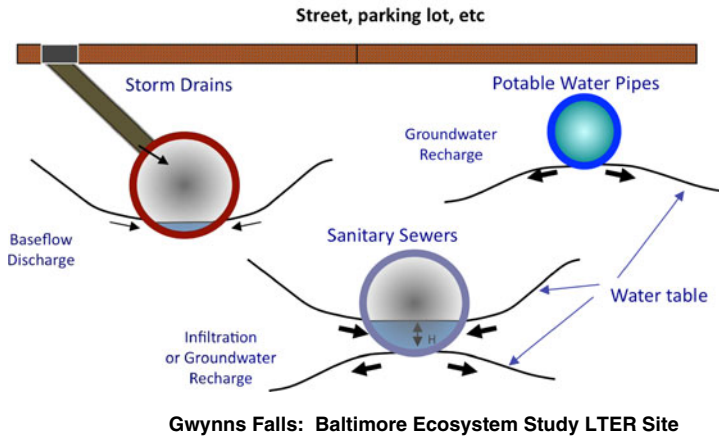 Street, parking lot, etc
Storm Drains
Potable Water Pipes
Groundwater
Recharge
Baseflow
Discharge
Sanitary Sewers
Water table
H
Infiltration
or Groundwater
Recharge
Gwynns Falls: Baltimore Ecosystem Study LTER Site